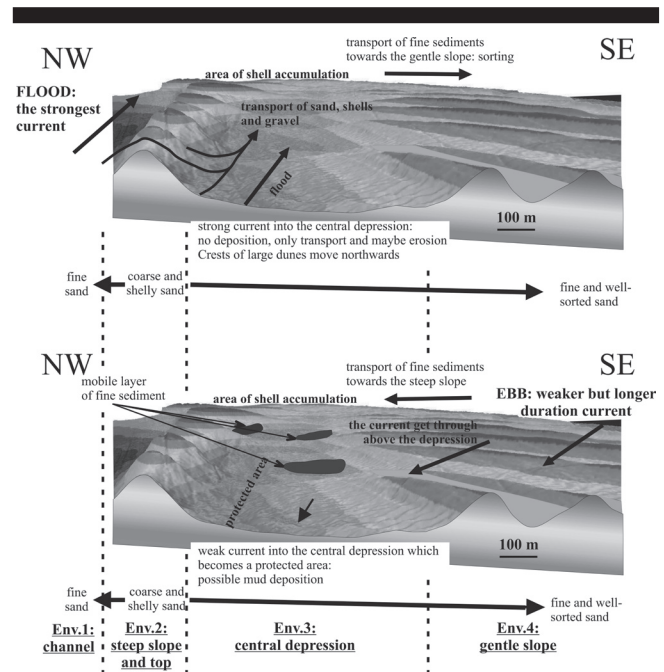 NW
SE
transport of fine sediments
towards the gentle slope: sorting
area of shell accumulation
FLOOD:
the strongest
current
transport of sand, shells
and gravel
flood
100 m
strong current into the central depression:
no deposition, only transport and maybe erosion
Crests of large dunes move northwards
fine
sand
coarse and
shelly sand
fine and well-
sorted sand
NW
SE
transport of fine sediments
towards the steep slope
mobile layer
of fine sediment
area of shell accumulation
EBB: weaker but longer
duration current
the current get through
above the depression
protected area
100 m
weak current into the central depression which
becomes a protected area:
possible mud deposition
fine
sand
coarse and
shelly sand
fine and well-
sorted sand
Env.1:
channel
Env.2:
steep slope
and top
Env.3:
central depression
Env.4:
gentle slope